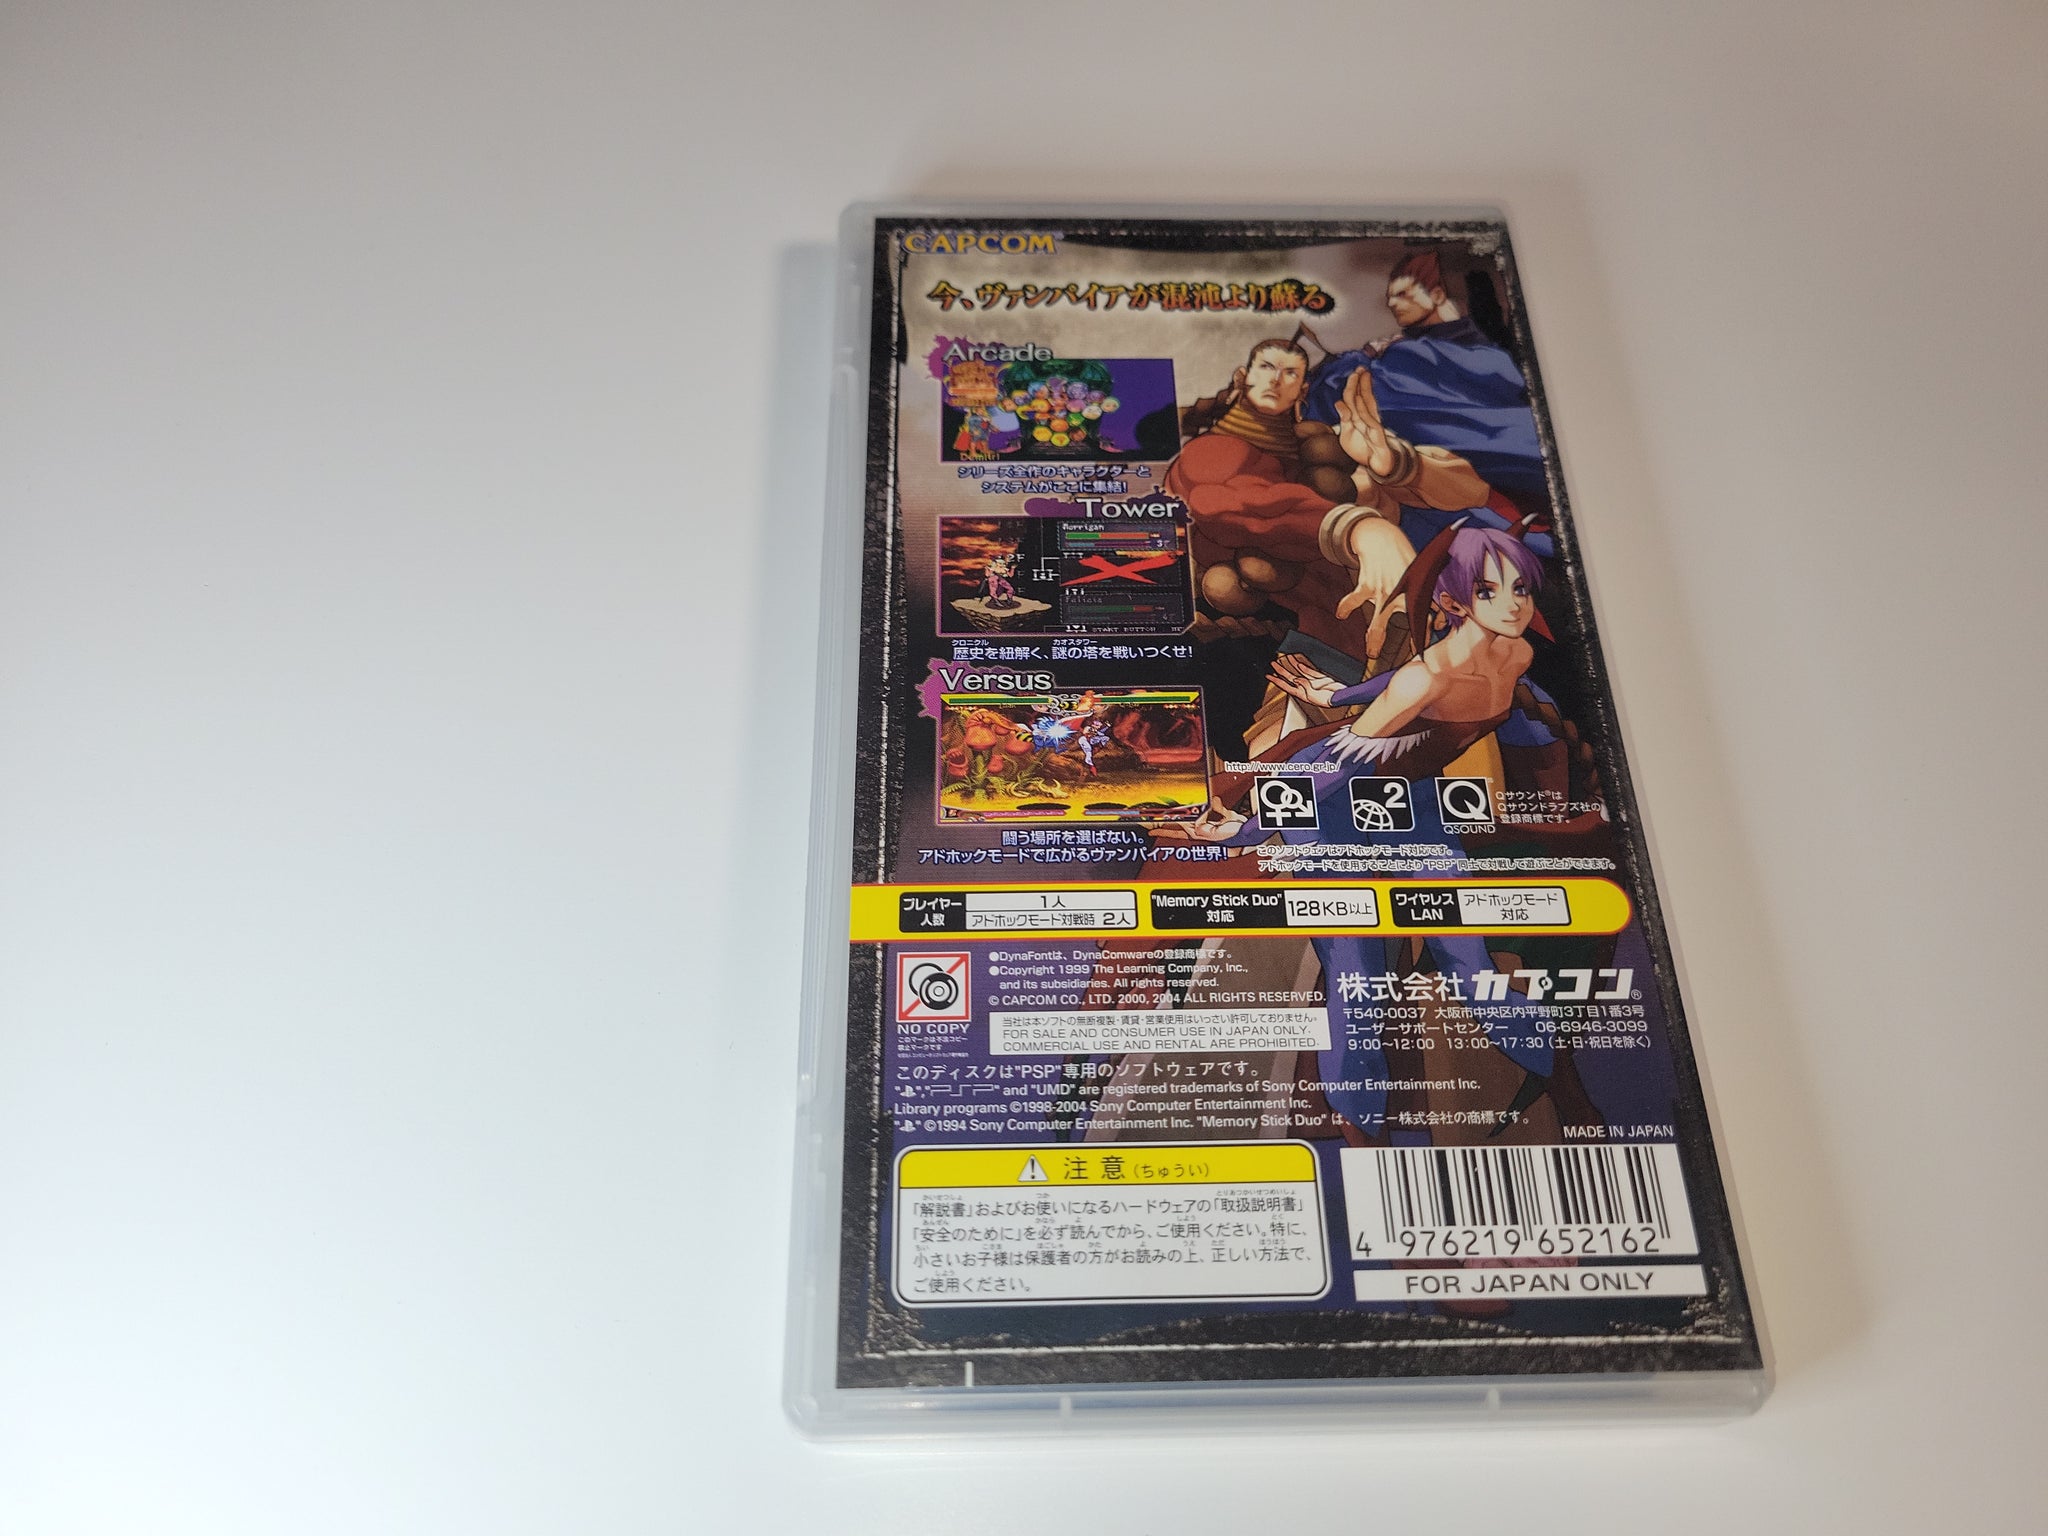 CAPCOM
今、ヴァンパイアが混沌より蘇る
Arcade
Demitri
シリーズ全作のキャラクターと
システムがここに集結!
Tower
Morrigan
Felicia
START BUTTON
クロニクル カオスタワー
歴史を紐解く、謎の塔を戦いつくせ!
Versus
闘う場所を選ばない。
アドホックモードで広がるヴァンパイアの世界!
http://www.cero.gr.jp/
2
Q
QSOUND
Qサウンド®は
Qサウンドラブズ社の
登録商標です。
このソフトウェアはアドホックモード対応です。
アドホックモードを使用することにより"PSP"同士で対戦して遊ぶことができます。
プレイヤー人数
1人
アドホックモード対戦時 2人
"Memory Stick Duo"対応
128KB以上
ワイヤレスLAN
アドホックモード対応
NO COPY
このマークは不法コピー
禁止マークです
●DynaFontは、DynaComwareの登録商標です。
●Copyright 1999 The Learning Company, Inc.,
and its subsidiaries. All rights reserved.
© CAPCOM CO., LTD. 2000, 2004 ALL RIGHTS RESERVED.
当社は本ソフトの無断複製・賃貸・営業使用はいっさい許可しておりません。
FOR SALE AND CONSUMER USE IN JAPAN ONLY.
COMMERCIAL USE AND RENTAL ARE PROHIBITED.
株式会社カプコン®
〒540-0037 大阪市中央区内平野町3丁目1番3号
ユーザーサポートセンター 06-6946-3099
9:00~12:00 13:00~17:30 (土・日・祝日を除く)
このディスクは"PSP"専用のソフトウェアです。
" ", "PSP" and "UMD" are registered trademarks of Sony Computer Entertainment Inc.
Library programs ©1998-2004 Sony Computer Entertainment Inc.
" " ©1994 Sony Computer Entertainment Inc. "Memory Stick Duo" は、ソニー株式会社の商標です。
MADE IN JAPAN
注意(ちゅうい)
「解説書」およびお使いになるハードウェアの「取扱説明書」
「安全のために」を必ず読んでから、ご使用ください。特に、
小さいお子様は保護者の方がお読みの上、正しい方法で、
ご使用ください。
4 976219 652162
FOR JAPAN ONLY